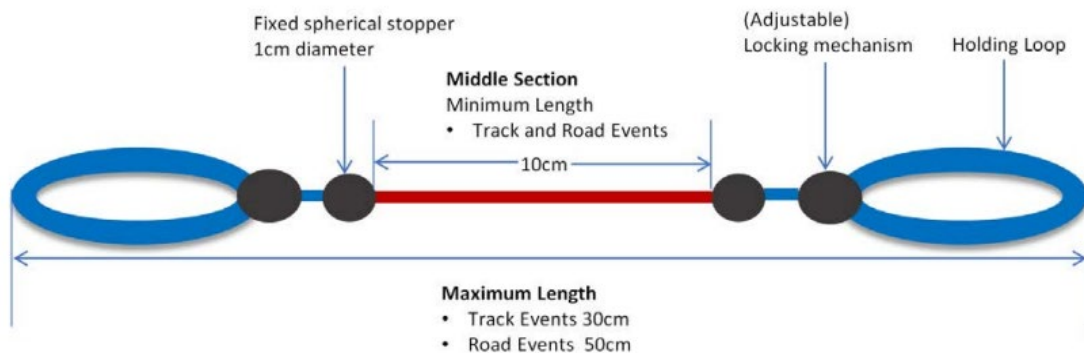 Fixed spherical stopper
1cm diameter
(Adjustable)
Locking mechanism
Holding Loop
Middle Section
Minimum Length
• Track and Road Events
10cm
Maximum Length
• Track Events 30cm
• Road Events 50cm